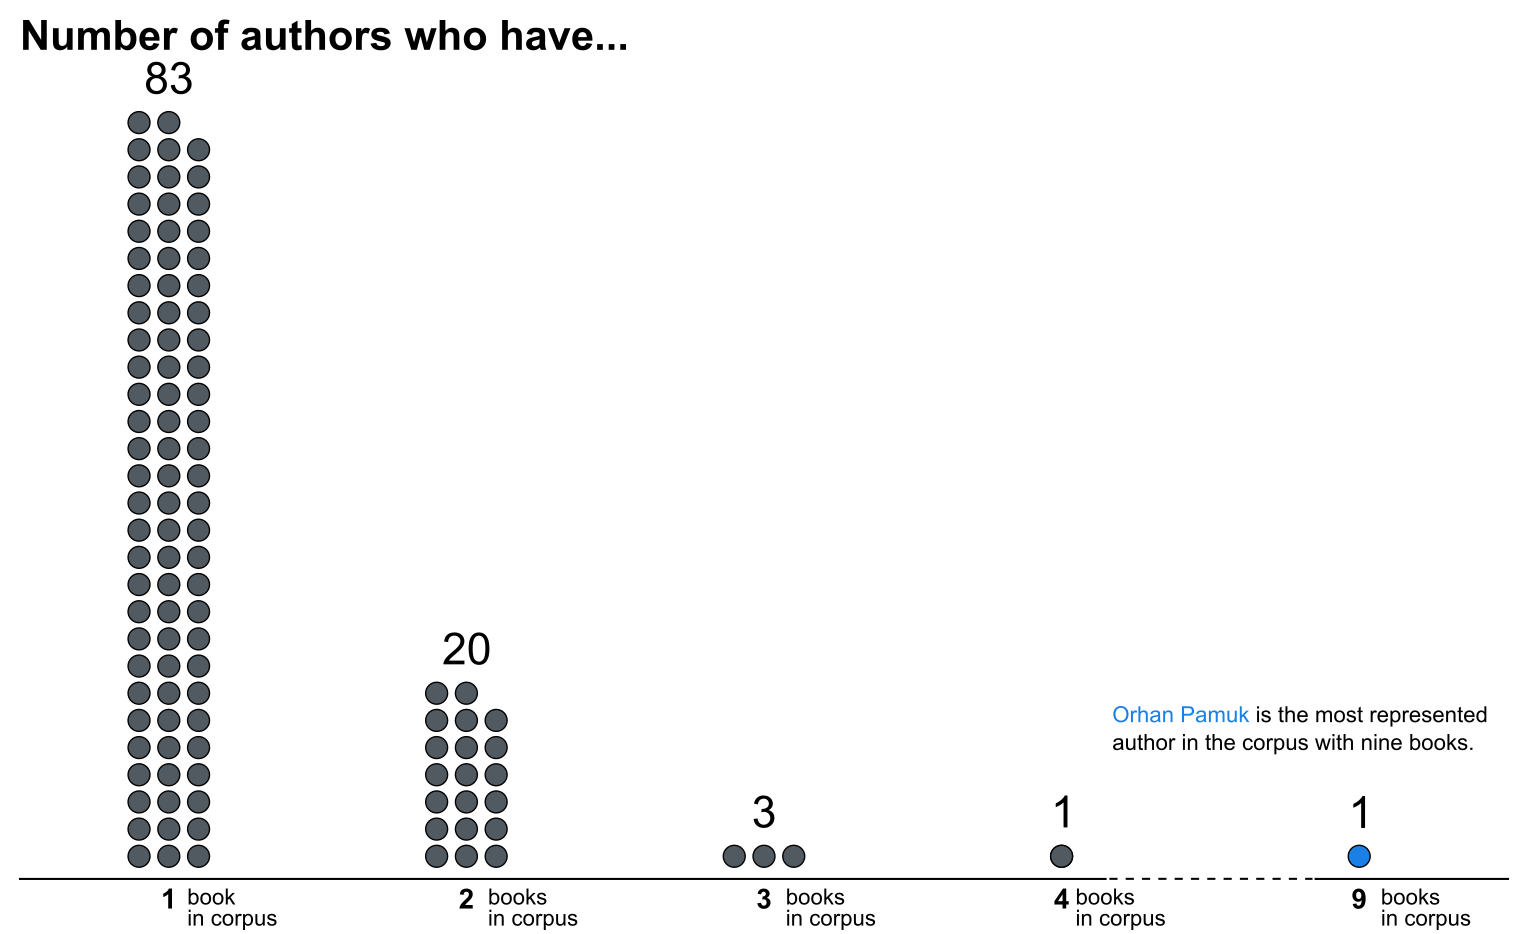 Number of authors who have...
83
20
Orhan Pamuk is the most represented
author in the corpus with nine books.
3
1
1
1 book
in corpus
2 books
in corpus
3 books
in corpus
4 books
in corpus
9 books
in corpus